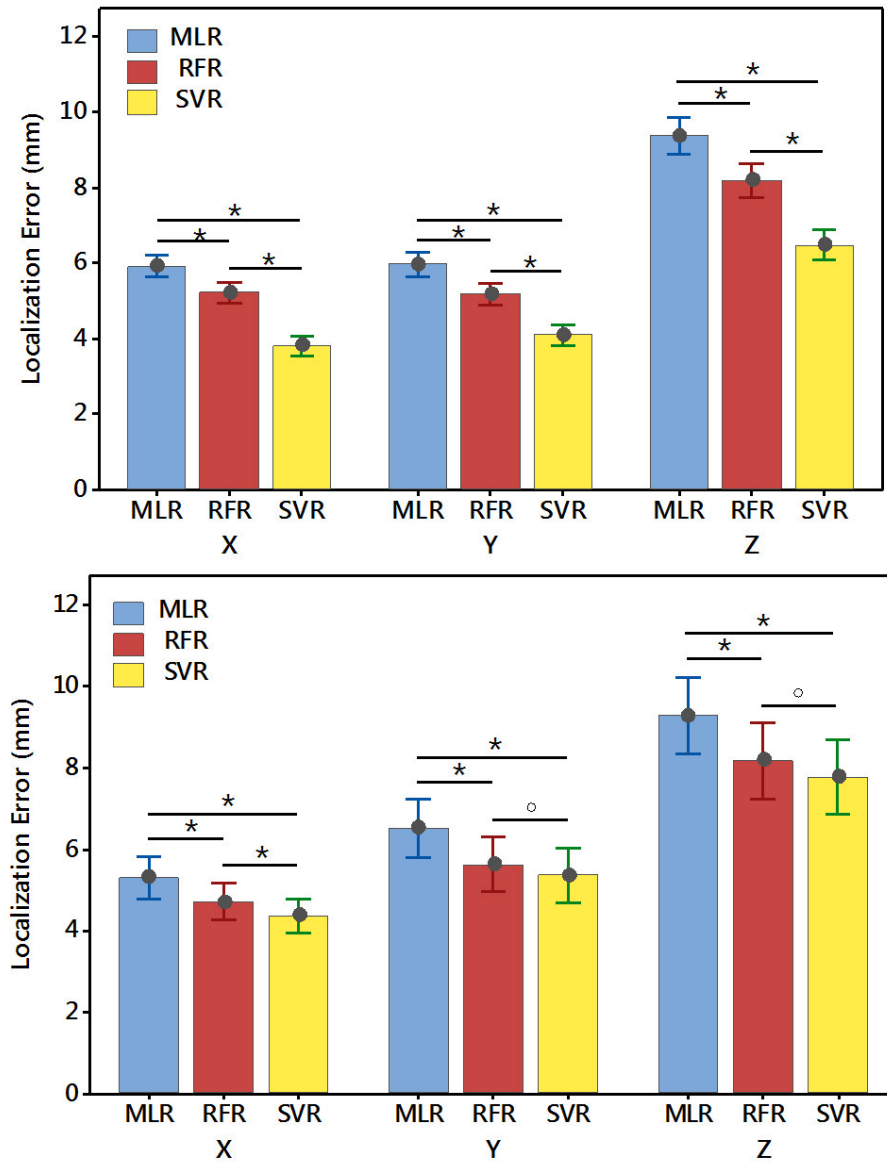 12
10
8
6
4
2
0
Localization Error (mm)
MLR
RFR
SVR
* * *
* * *
* * *
MLR RFR SVR MLR RFR SVR MLR RFR SVR
X Y Z
12
10
8
6
4
2
0
Localization Error (mm)
MLR
RFR
SVR
* * *
* * °
* * °
MLR RFR SVR MLR RFR SVR MLR RFR SVR
X Y Z